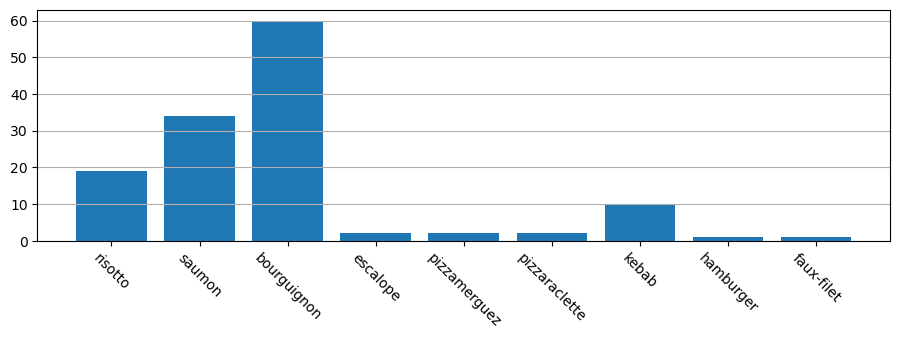 60
50
40
30
20
10
0
risotto
saumon
bourguignon
escalope
pizzamerguez
pizzaraclette
kebab
hamburger
faux-filet